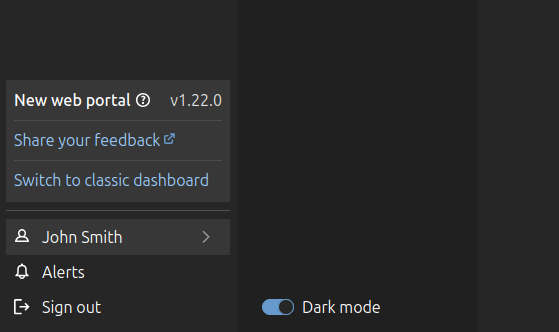 New web portal v1.22.0
Share your feedback
Switch to classic dashboard
John Smith
Alerts
Sign out
Dark mode